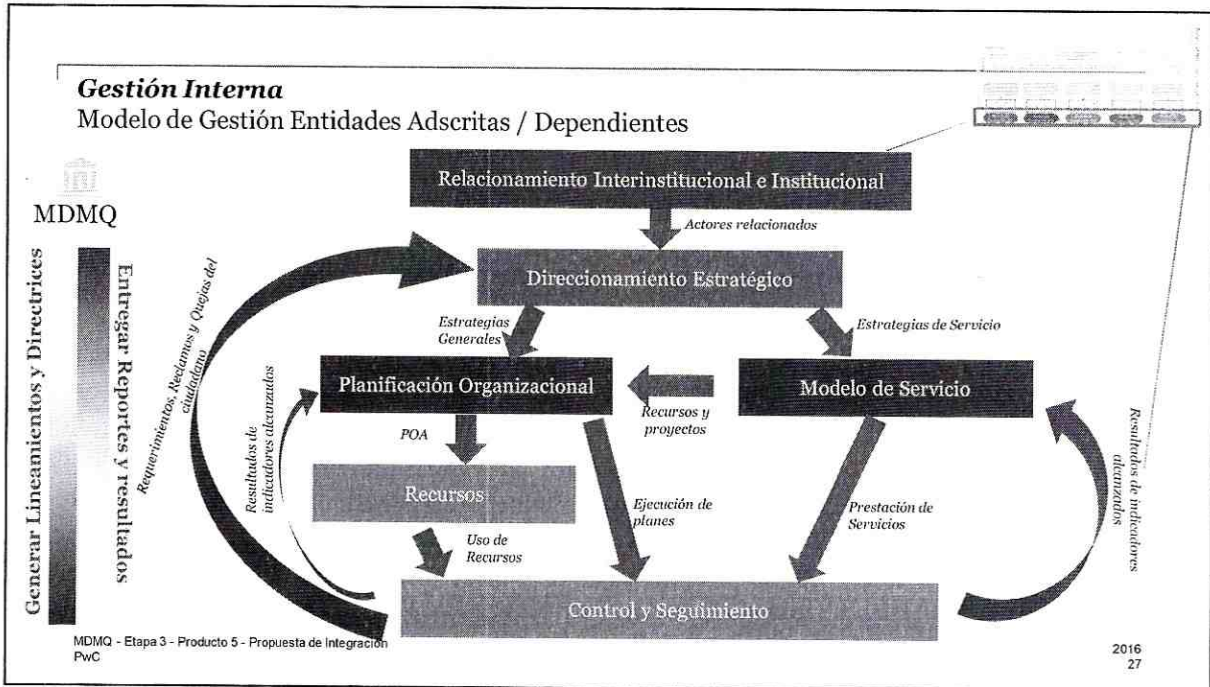 Gestión Interna
Modelo de Gestión Entidades Adscritas / Dependientes
MDMQ
Generar Lineamientos y Directrices
Entregar Reportes y resultados
Relacionamiento Interinstitucional e Institucional
Actores relacionados
Direccionamiento Estratégico
Requerimientos, Reclamos y Quejas del
ciudadano
Estrategias
Generales
Estrategias de Servicio
Planificación Organizacional
Modelo de Servicio
Recursos y
proyectos
POA
Resultados de
indicadores alcanzados
Recursos
Ejecución de
planes
Prestación de
Servicios
Resultados de indicadores
alcanzados
Uso de
Recursos
Control y Seguimiento
MDMQ - Etapa 3 - Producto 5 - Propuesta de Integración
PwC
2016
27